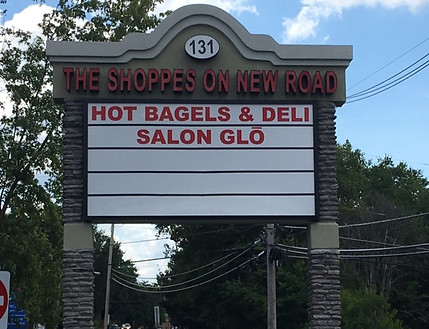 131
THE SHOPPES ON NEW ROAD
HOT BAGELS & DELI
SALON GLŌ